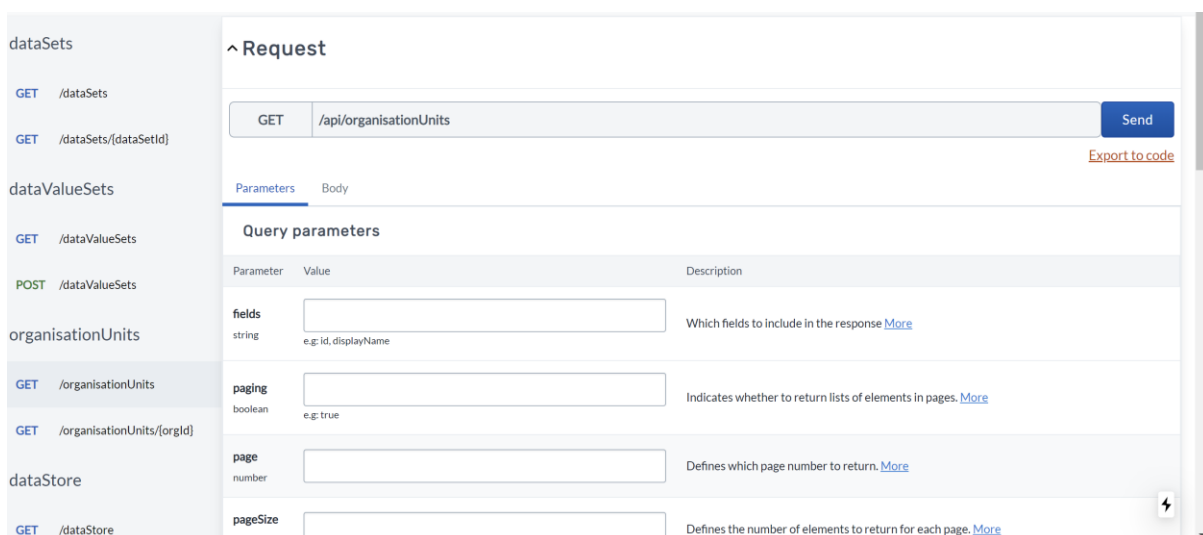 dataSets
GET /dataSets
GET /dataSets/{dataSetId}
dataValueSets
GET /dataValueSets
POST /dataValueSets
organisationUnits
GET /organisationUnits
GET /organisationUnits/{orgId}
dataStore
GET /dataStore
Request
GET /api/organisationUnits Send
Export to code
Parameters Body
Query parameters
Parameter Value Description
fields
string
e.g: id, displayName
Which fields to include in the response More
paging
boolean
e.g: true
Indicates whether to return lists of elements in pages. More
page
number
Defines which page number to return. More
pageSize
Defines the number of elements to return for each page. More